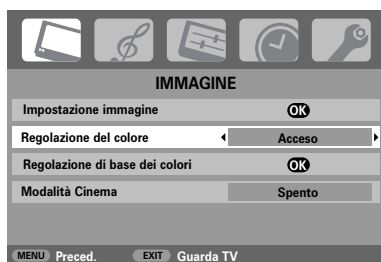 IMMAGINE
Impostazione immagine OK
Regolazione del colore Acceso
Regolazione di base dei colori OK
Modalità Cinema Spento
MENU Preced. EXIT Guarda TV